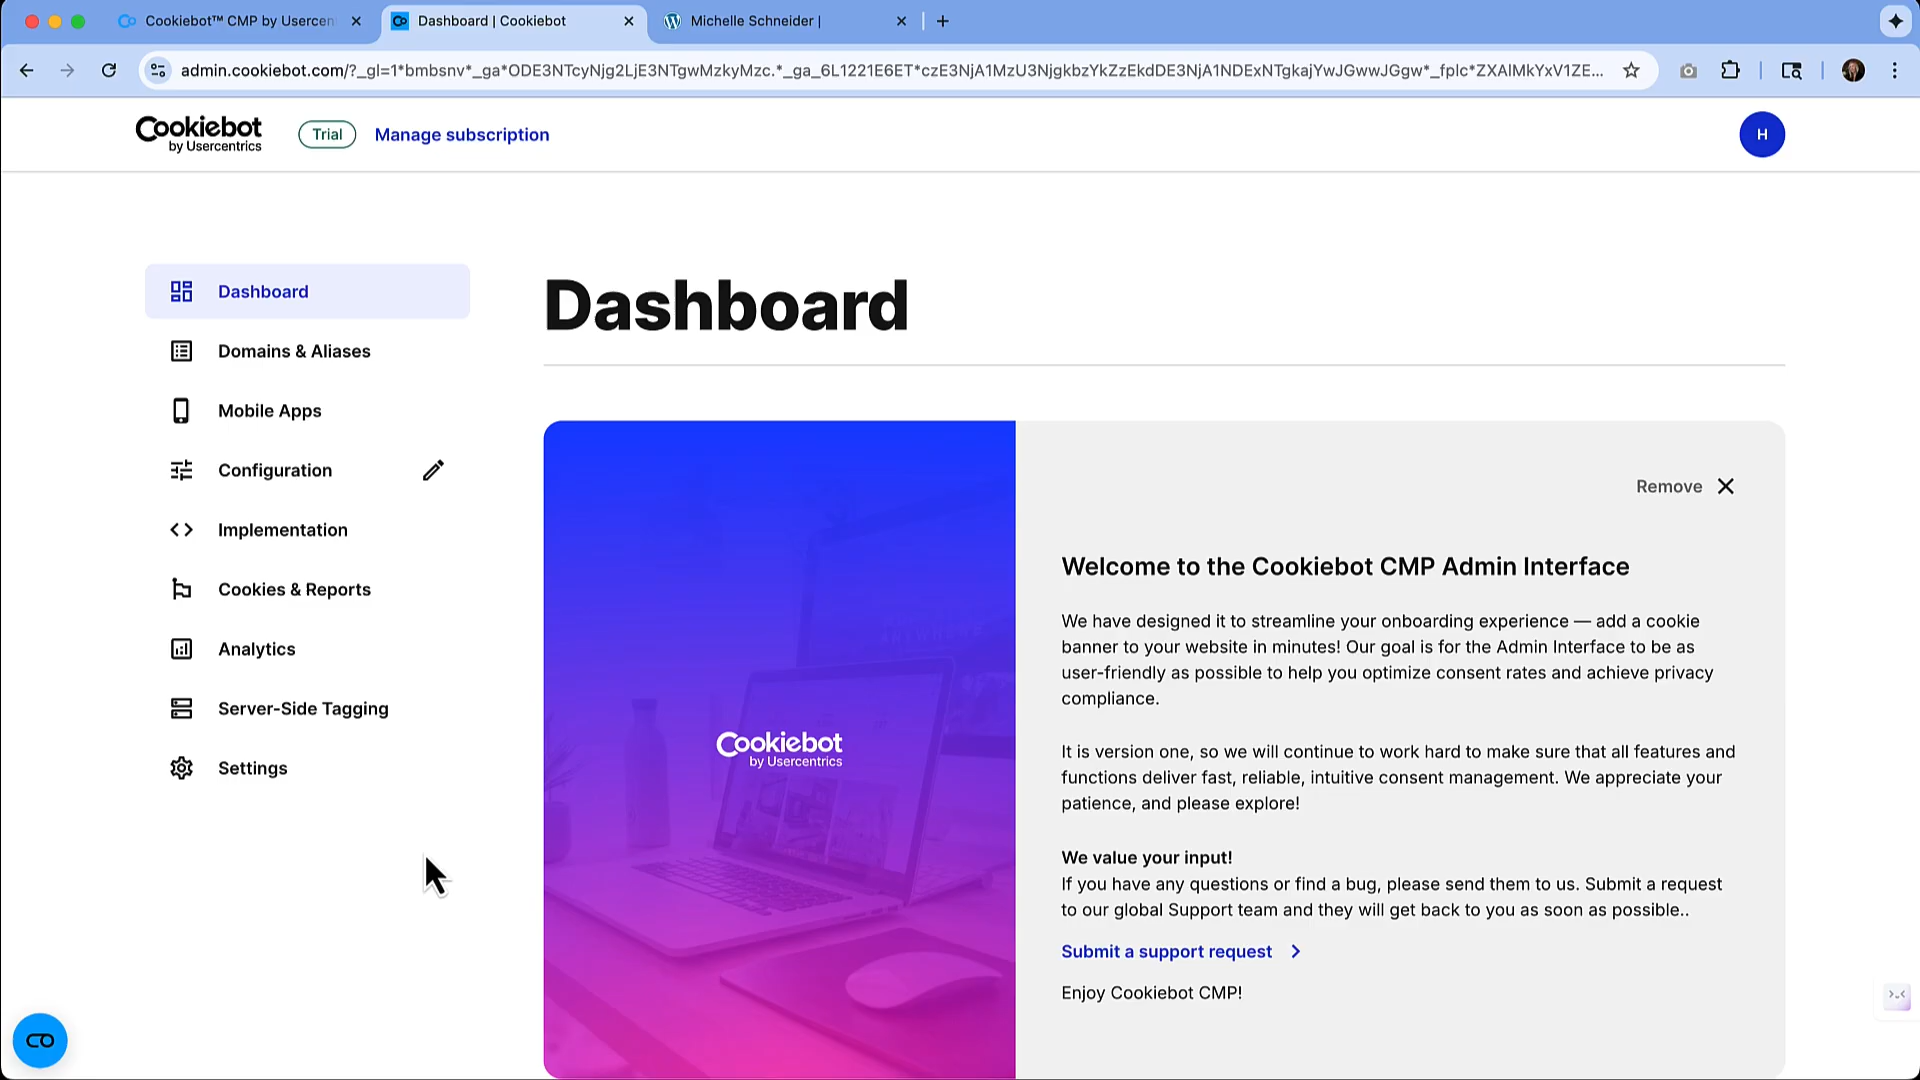 Cookiebot™ CMP by Usercen
Dashboard | Cookiebot
Michelle Schneider |
admin.cookiebot.com/?_gl=1*bmbsnv*_ga*ODE3NTcyNjg2LjE3NTgwMzkyMzc.*_ga_6L1221E6ET*czE3NjA1MzU3NjgkbzYkZzEkdDE3NjA1NDExNTgkajYwJGwwJGgw*_fplc*ZXAlMkYxV1ZE...
Cookiebot
by Usercentrics
Trial
Manage subscription
H
Dashboard
Domains & Aliases
Mobile Apps
Configuration
Implementation
Cookies & Reports
Analytics
Server-Side Tagging
Settings
Dashboard
Cookiebot
by Usercentrics
Remove
Welcome to the Cookiebot CMP Admin Interface
We have designed it to streamline your onboarding experience — add a cookie
banner to your website in minutes! Our goal is for the Admin Interface to be as
user-friendly as possible to help you optimize consent rates and achieve privacy
compliance.
It is version one, so we will continue to work hard to make sure that all features and
functions deliver fast, reliable, intuitive consent management. We appreciate your
patience, and please explore!
We value your input!
If you have any questions or find a bug, please send them to us. Submit a request
to our global Support team and they will get back to you as soon as possible..
Submit a support request
Enjoy Cookiebot CMP!